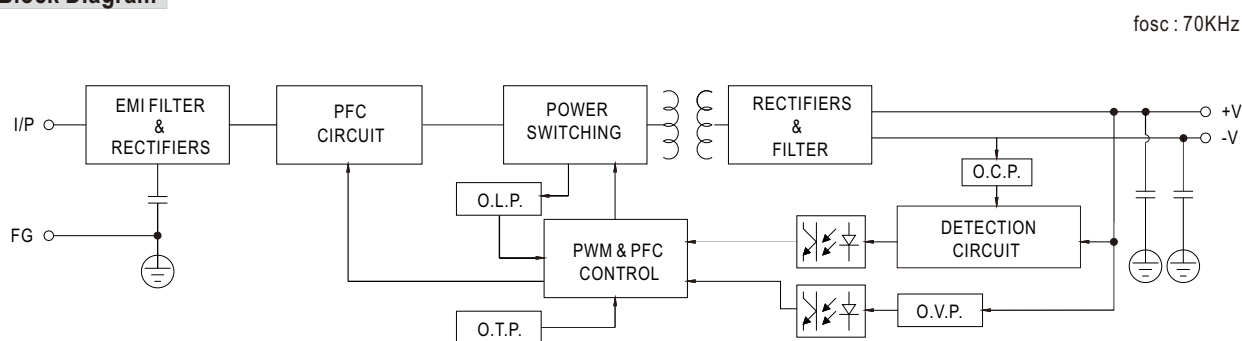 Block Diagram
fosc : 70KHz
I/P
EMI FILTER
&
RECTIFIERS
PFC
CIRCUIT
POWER
SWITCHING
RECTIFIERS
&
FILTER
+V
-V
O.C.P.
O.L.P.
FG
PWM & PFC
CONTROL
DETECTION
CIRCUIT
O.T.P.
O.V.P.